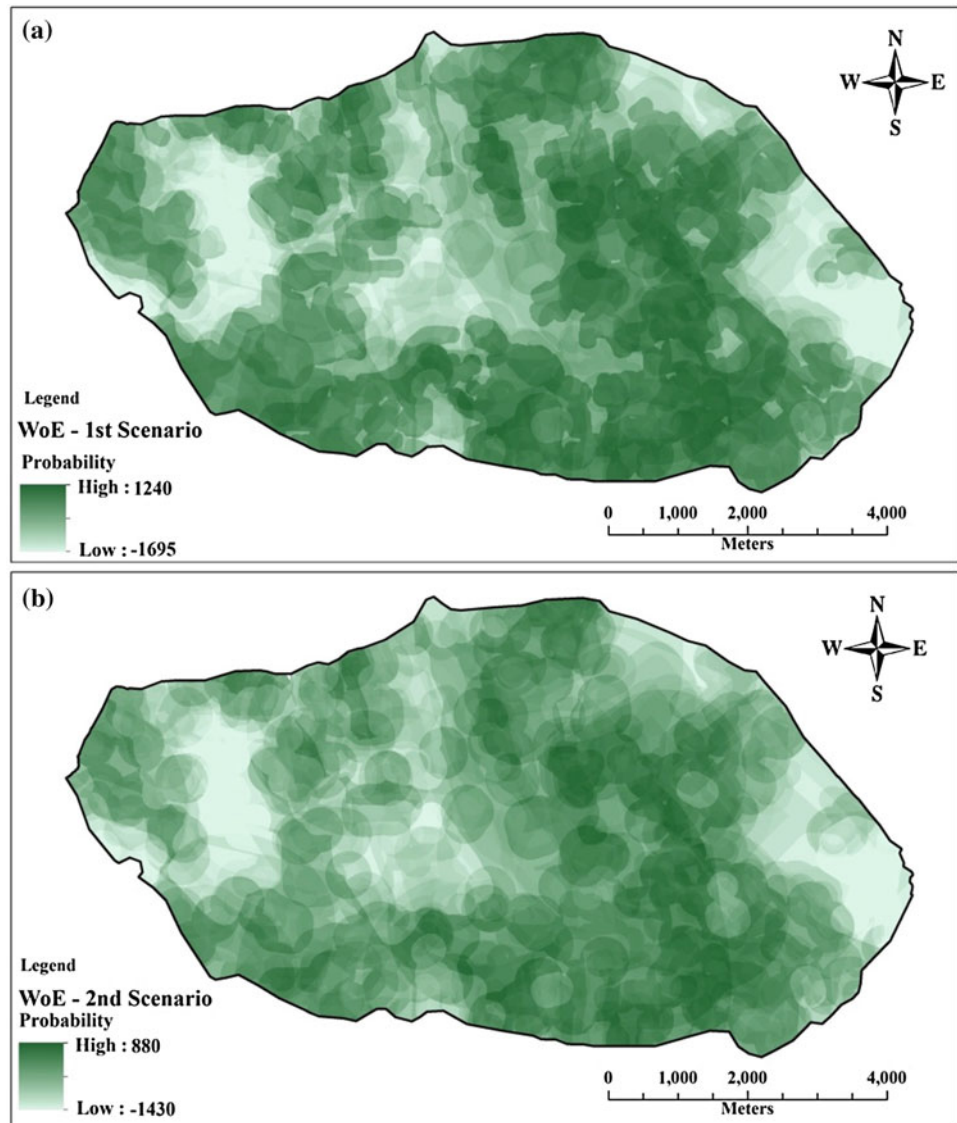 (a)
N
W E
S
Legend
WoE - 1st Scenario
Probability
High : 1240
Low : -1695
0 1,000 2,000 4,000
Meters
(b)
N
W E
S
Legend
WoE - 2nd Scenario
Probability
High : 880
Low : -1430
0 1,000 2,000 4,000
Meters